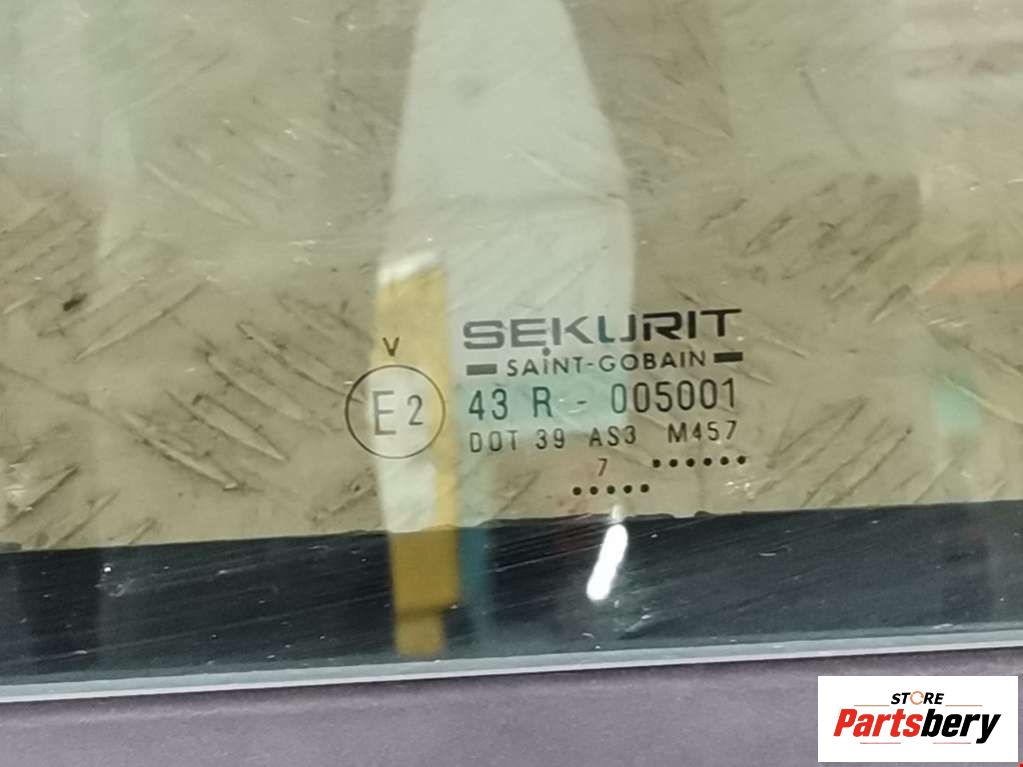 SEKURIT
V
SAINT-GOBAIN
E2 43 R - 005001
DOT 39 AS3 M457
7 ......
.....
STORE
Partsbery